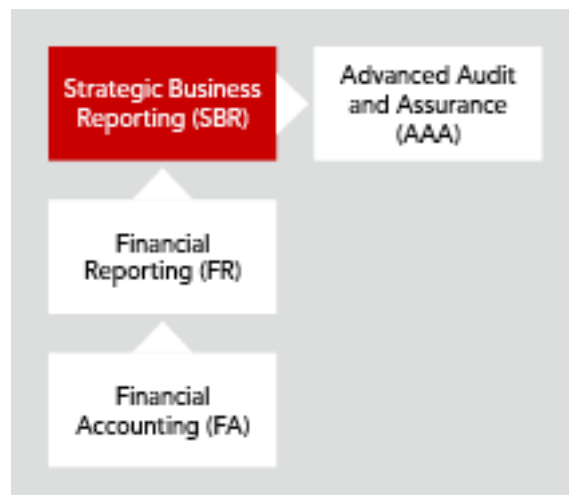 Strategic Business
Reporting (SBR)
Advanced Audit
and Assurance
(AAA)
Financial
Reporting (FR)
Financial
Accounting (FA)